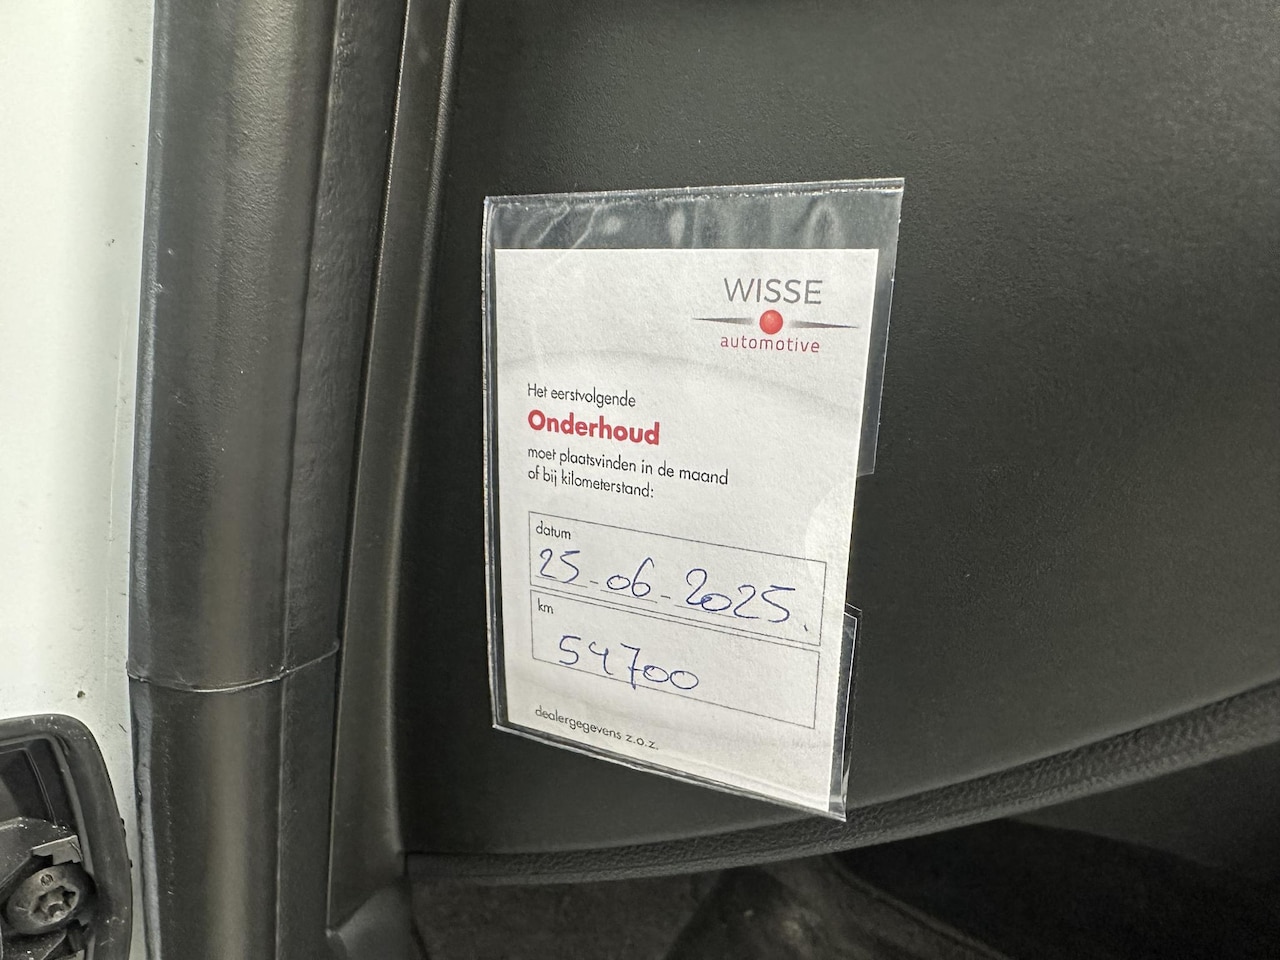 WISSE
automotive
Het eerstvolgende
Onderhoud
moet plaatsvinden in de maand
of bij kilometerstand:
datum
25-06-2025.
km
54700
dealergegevens z.o.z.